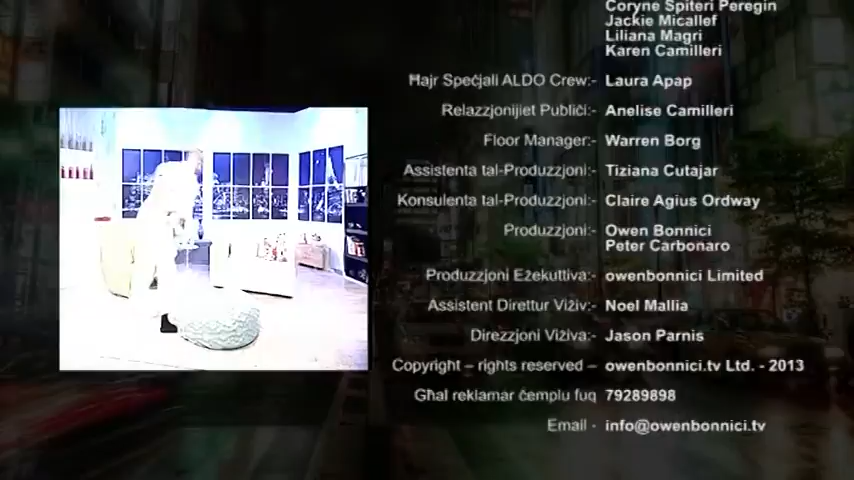 Coryne Spiteri Peregin
Jackie Micallef
Liliana Magri
Karen Camilleri
Ħajr Speċjali ALDO Crew:- Laura Apap
Relazzjonijiet Publiċi:- Anelise Camilleri
Floor Manager:- Warren Borg
Assistenta tal-Produzzjoni:- Tiziana Cutajar
Konsulenta tal-Produzzjoni:- Claire Agius Ordway
Produzzjoni:- Owen Bonnici
Peter Carbonaro
Produzzjoni Eżekuttiva:- owenbonnici Limited
Assistent Direttur Viżiv:- Noel Mallia
Direzzjoni Viżiva:- Jason Parnis
Copyright – rights reserved – owenbonnici.tv Ltd. - 2013
Għal reklamar ċemplu fuq 79289898
Email - info@owenbonnici.tv